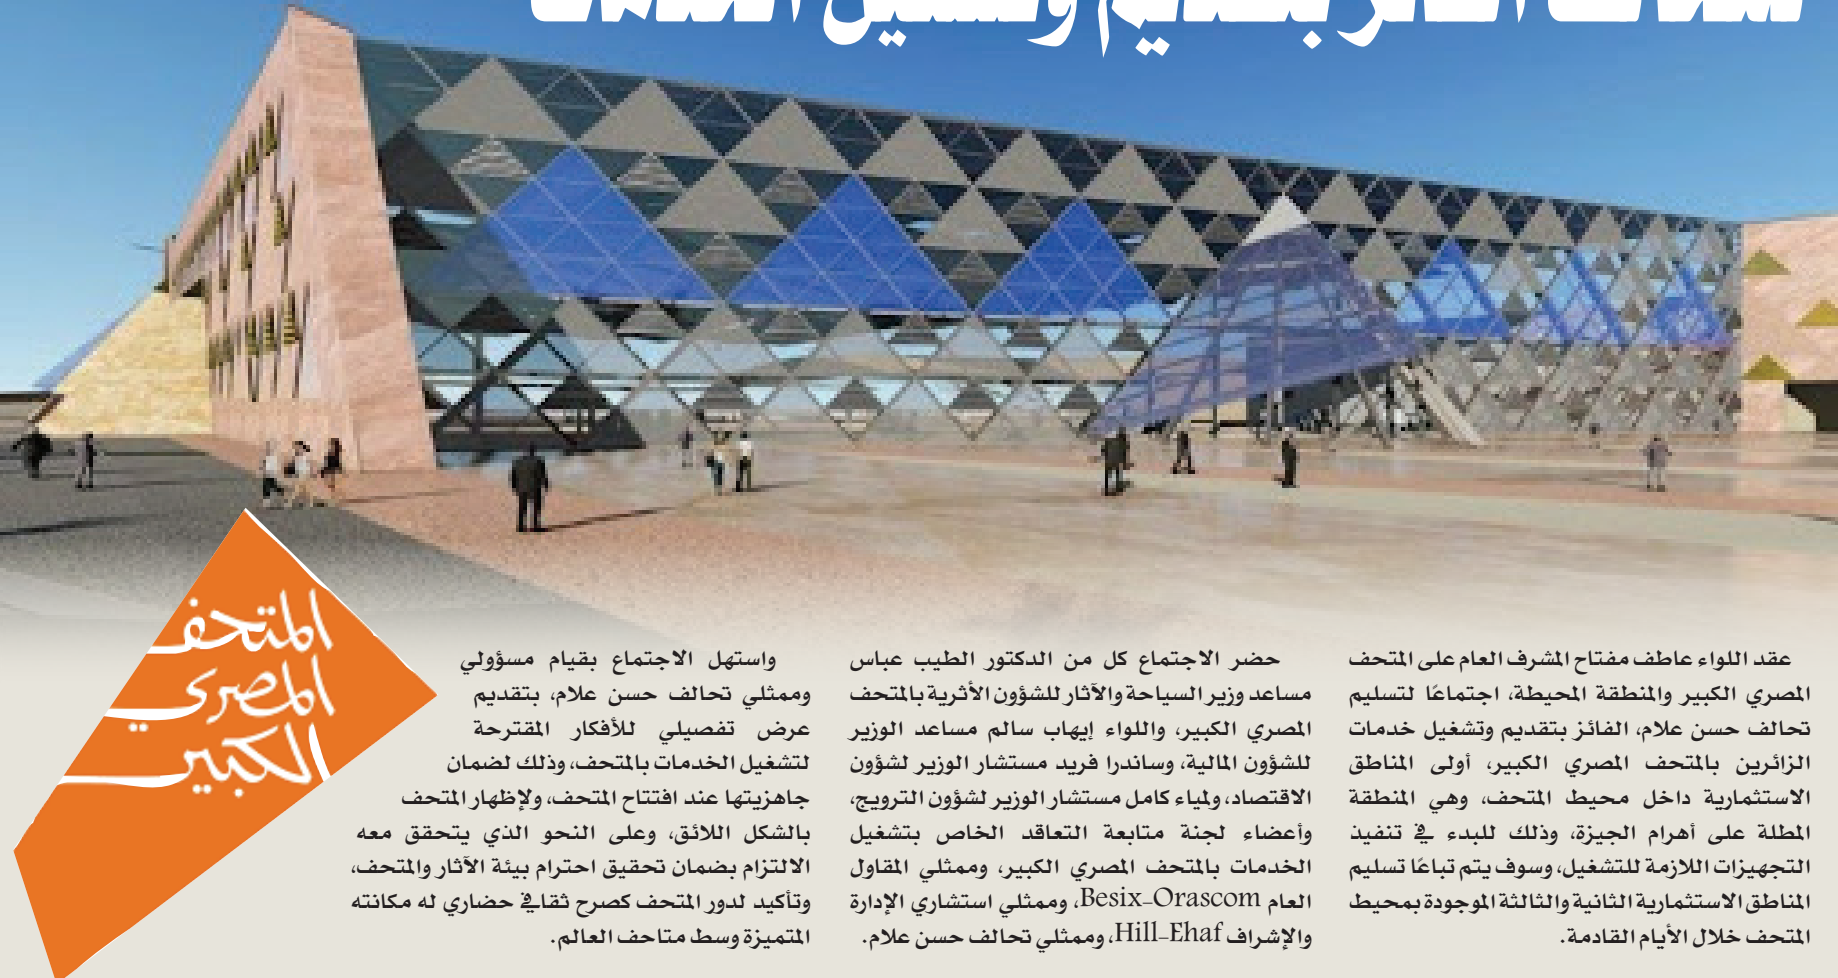 بتقديم وتشغيل
عقد اللواء عاطف مفتاح المشرف العام على المتحف
المصري الكبير والمنطقة المحيطة، اجتماعًا لتسليم
تحالف حسن علام، الفائز بتقديم وتشغيل خدمات
الزائرين بالمتحف المصري الكبير، أولى المناطق
الاستثمارية داخل محيط المتحف، وهي المنطقة
المطلة على أهرام الجيزة، وذلك للبدء في تنفيذ
التجهيزات اللازمة للتشغيل، وسوف يتم تباعًا تسليم
المناطق الاستثمارية الثانية والثالثة الموجودة بمحيط
المتحف خلال الأيام القادمة.
حضر الاجتماع كل من الدكتور الطيب عباس
مساعد وزير السياحة والآثار للشؤون الأثرية بالمتحف
المصري الكبير، واللواء إيهاب سالم مساعد الوزير
للشؤون المالية، وساندرا فريد مستشار الوزير لشؤون
الاقتصاد، ولمياء كامل مستشار الوزير لشؤون الترويج،
وأعضاء لجنة متابعة التعاقد الخاص بتشغيل
الخدمات بالمتحف المصري الكبير، وممثلي المقاول
العام Besix-Orascom، وممثلي استشاري الإدارة
والإشراف Hill-Ehaf، وممثلي تحالف حسن علام.
واستهل الاجتماع بقيام مسؤولي
وممثلي تحالف حسن علام، بتقديم
عرض تفصيلي للأفكار المقترحة
لتشغيل الخدمات بالمتحف، وذلك لضمان
جاهزيتها عند افتتاح المتحف، ولإظهار المتحف
بالشكل اللائق، وعلى النحو الذي يتحقق معه
الالتزام بضمان تحقيق احترام بيئة الآثار والمتحف،
وتأكيد لدور المتحف كصرح ثقافي حضاري له مكانته
المتميزة وسط متاحف العالم.
المتحف
المصري
الكبير